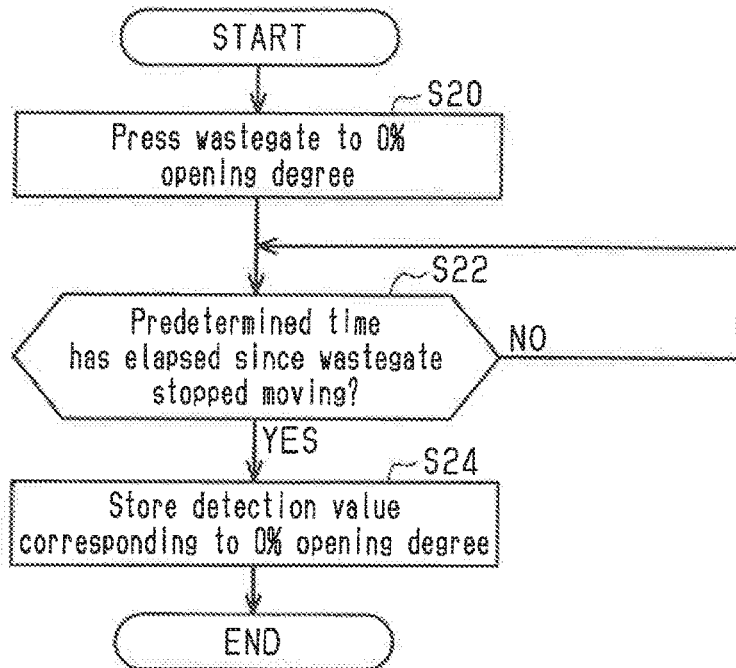 START
S20
Press wastegate to 0%
opening degree
S22
Predetermined time
has elapsed since wastegate
stopped moving?
NO
YES
S24
Store detection value
corresponding to 0% opening degree
END